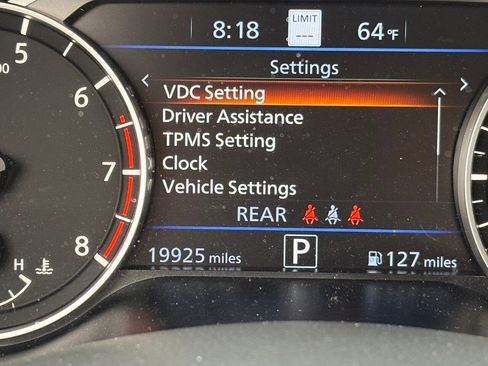 8:18 LIMIT --- 64°F
Settings
VDC Setting
Driver Assistance
TPMS Setting
Clock
Vehicle Settings
REAR
19925 miles P 127 miles
5
6
7
8
H